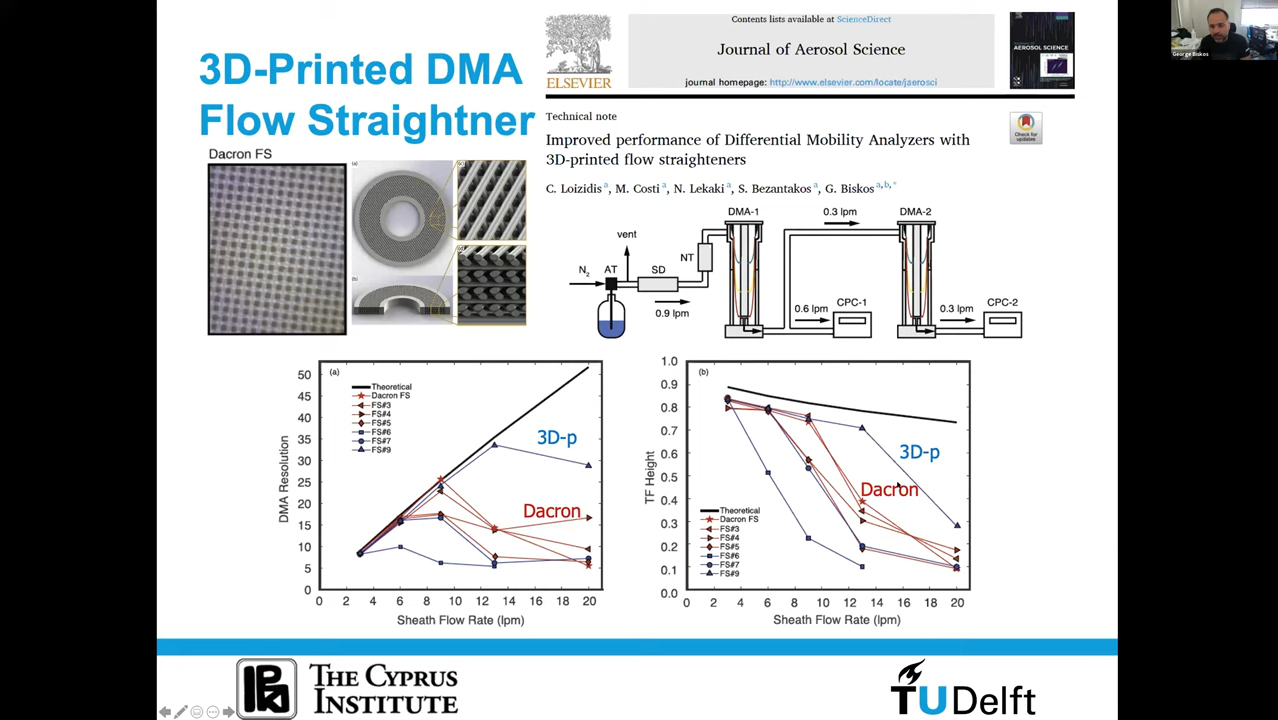 3D-Printed DMA
Flow Straightner
ELSEVIER
Contents lists available at ScienceDirect
Journal of Aerosol Science
journal homepage: http://www.elsevier.com/locate/jaerosci
AEROSOL SCIENCE
George Biskos
Technical note
Improved performance of Differential Mobility Analyzers with
3D-printed flow straighteners
Check for
updates
C. Loizidis a, M. Costi a, N. Lekaki a, S. Bezantakos a, G. Biskos a,b,*
Dacron FS
(a)
(b)
(c)
(d)
DMA-1
0.3 lpm
DMA-2
vent
NT
N2
AT
SD
0.9 lpm
0.6 lpm
CPC-1
0.3 lpm
CPC-2
(a)
Theoretical
Dacron FS
FS#3
FS#4
FS#5
FS#6
FS#7
FS#9
3D-p
Dacron
DMA Resolution
50
45
40
35
30
25
20
15
10
5
0
0 2 4 6 8 10 12 14 16 18 20
Sheath Flow Rate (lpm)
(b)
3D-p
Dacron
Theoretical
Dacron FS
FS#3
FS#4
FS#5
FS#6
FS#7
FS#9
TF Height
1.0
0.9
0.8
0.7
0.6
0.5
0.4
0.3
0.2
0.1
0.0
0 2 4 6 8 10 12 14 16 18 20
Sheath Flow Rate (lpm)
THE CYPRUS
INSTITUTE
TUDelft